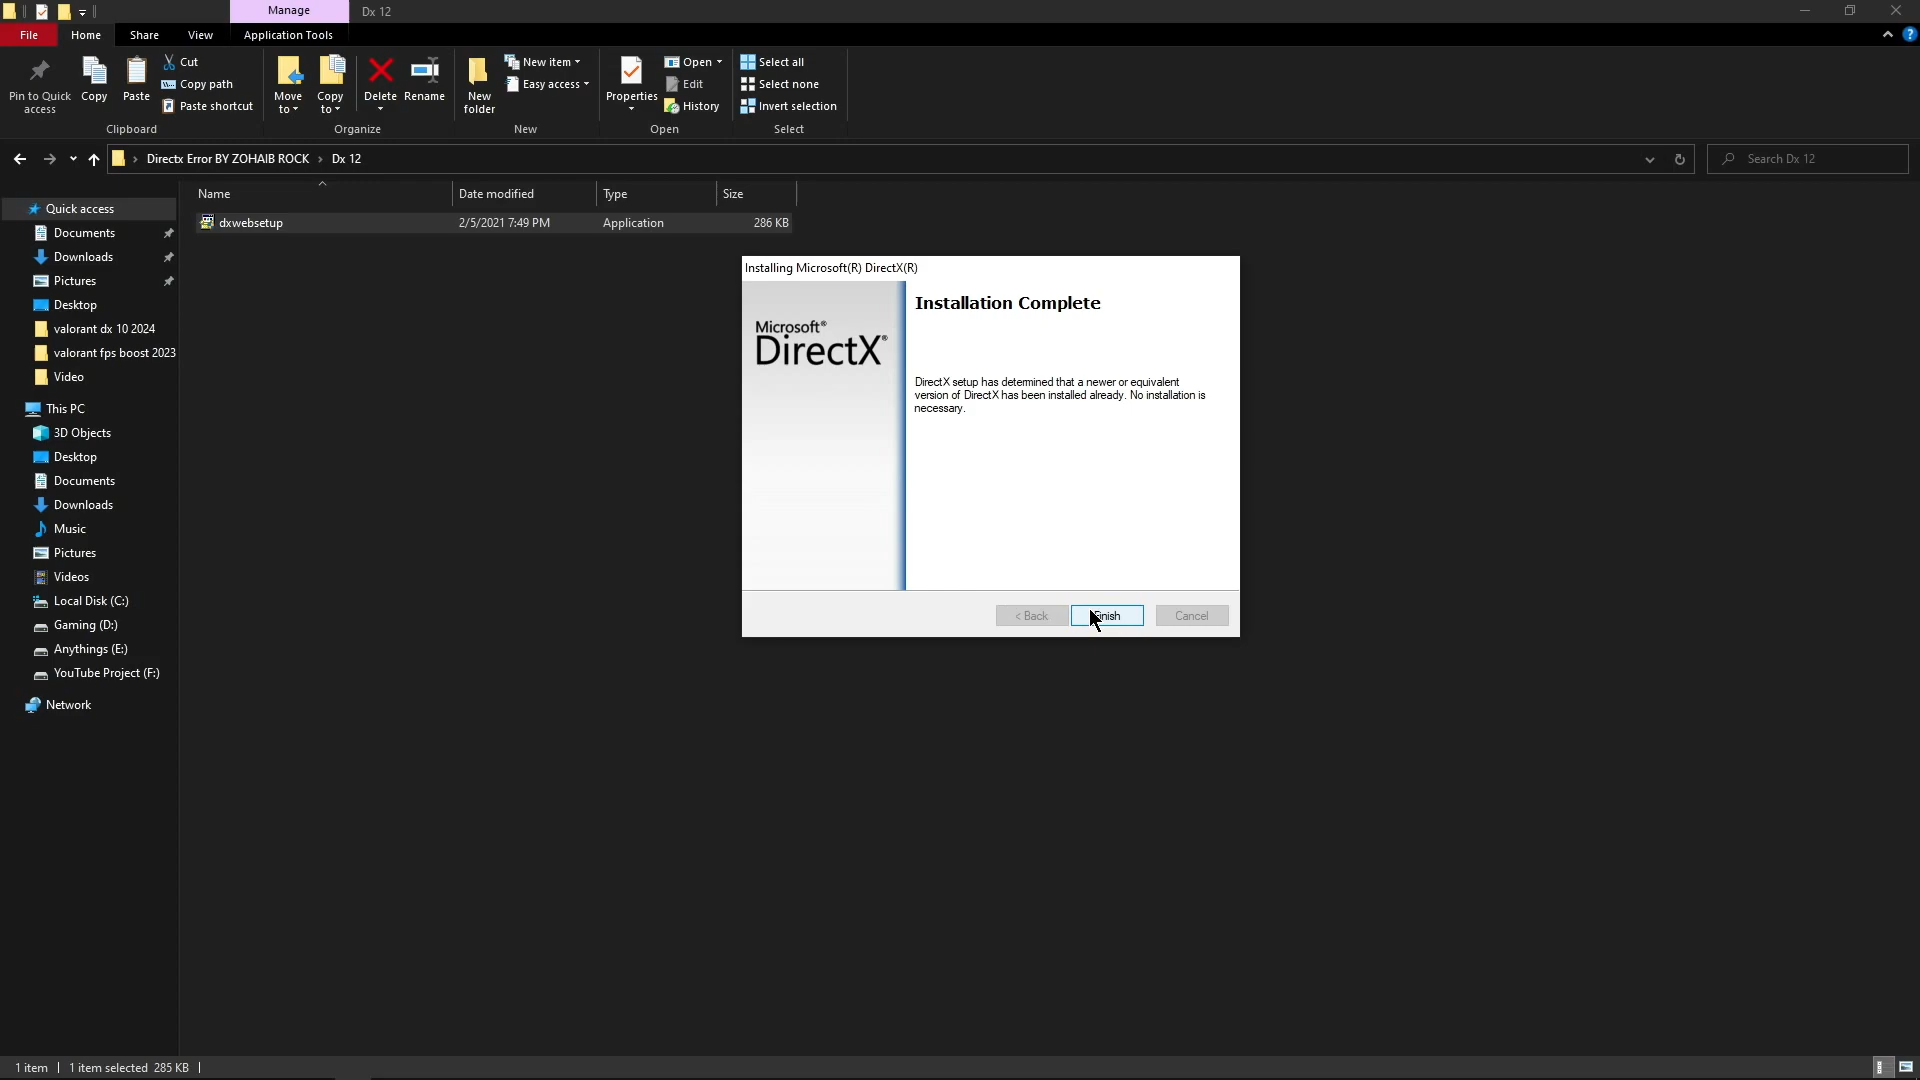 Manage
Dx 12
File
Home
Share
View
Application Tools
Pin to Quick
access
Copy
Paste
Cut
Copy path
Paste shortcut
Clipboard
Move
to
Copy
to
Delete
Rename
Organize
New
folder
New item
Easy access
New
Properties
Open
Edit
History
Open
Select all
Select none
Invert selection
Select
Directx Error BY ZOHAIB ROCK
Dx 12
Search Dx 12
Name
Date modified
Type
Size
dxwebsetup
2/5/2021 7:49 PM
Application
286 KB
Quick access
Documents
Downloads
Pictures
Desktop
valorant dx 10 2024
valorant fps boost 2023
Video
This PC
3D Objects
Desktop
Documents
Downloads
Music
Pictures
Videos
Local Disk (C:)
Gaming (D:)
Anythings (E:)
YouTube Project (F:)
Network
Installing Microsoft(R) DirectX(R)
Microsoft®
DirectX®
Installation Complete
DirectX setup has determined that a newer or equivalent
version of DirectX has been installed already. No installation is
necessary.
< Back
Finish
Cancel
1 item
1 item selected 285 KB